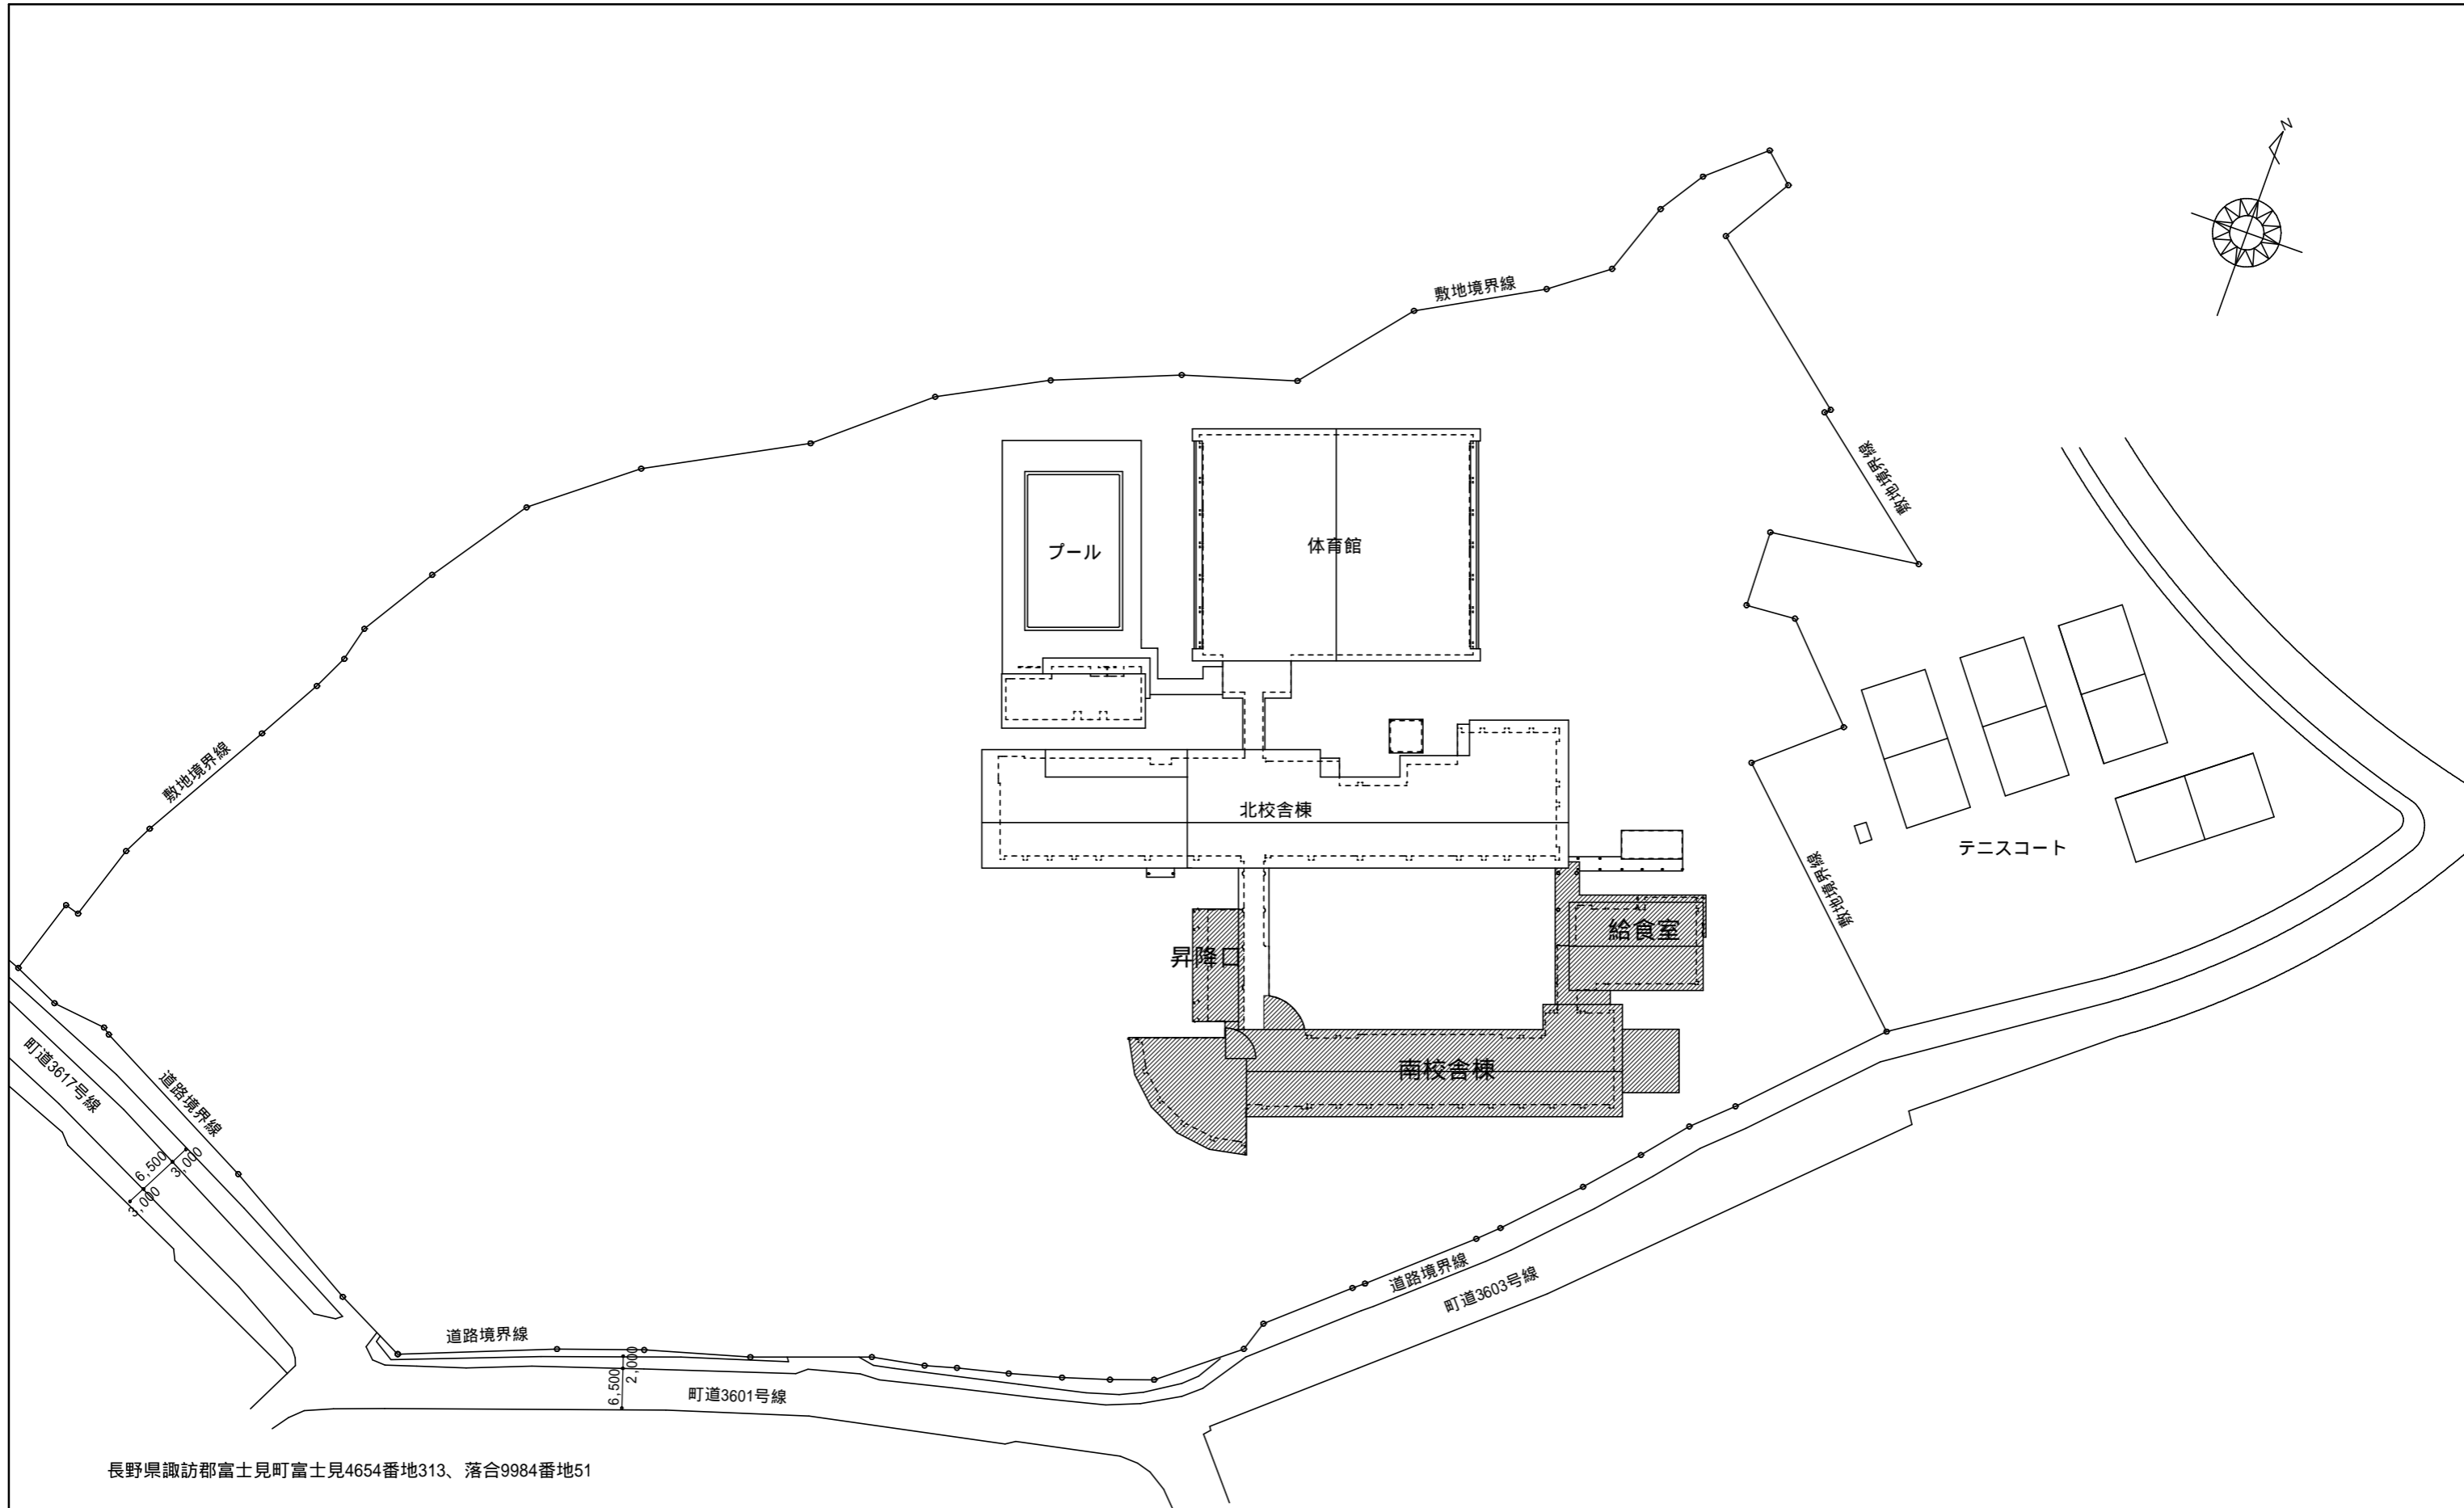 N
敷地境界線
敷地境界線
プール
体育館
敷地境界線
北校舎棟
テニスコート
敷地境界線
給食室
昇降口
南校舎棟
町道3617号線
道路境界線
6,500
3,000
3,000
道路境界線
町道3603号線
道路境界線
2,000
6,500
町道3601号線
長野県諏訪郡富士見町富士見4654番地313、落合9984番地51